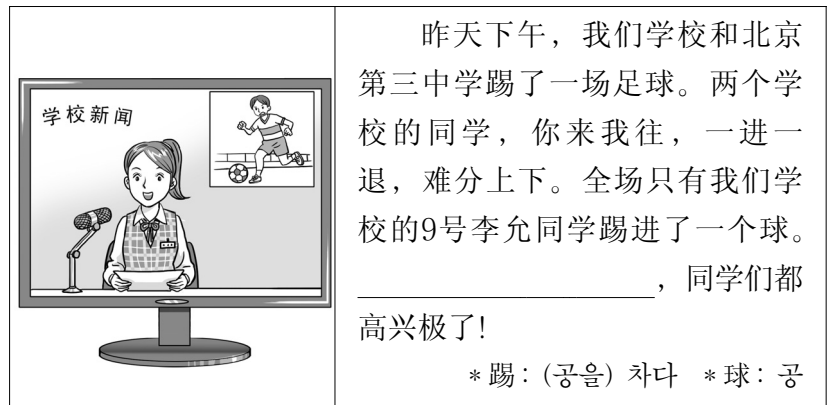 学校新闻
昨天下午，我们学校和北京
第三中学踢了一场足球。两个学
校的同学，你来我往，一进一
退，难分上下。全场只有我们学
校的9号李允同学踢进了一个球。
____________________，同学们都
高兴极了!
*踢：(공을) 차다 *球：공